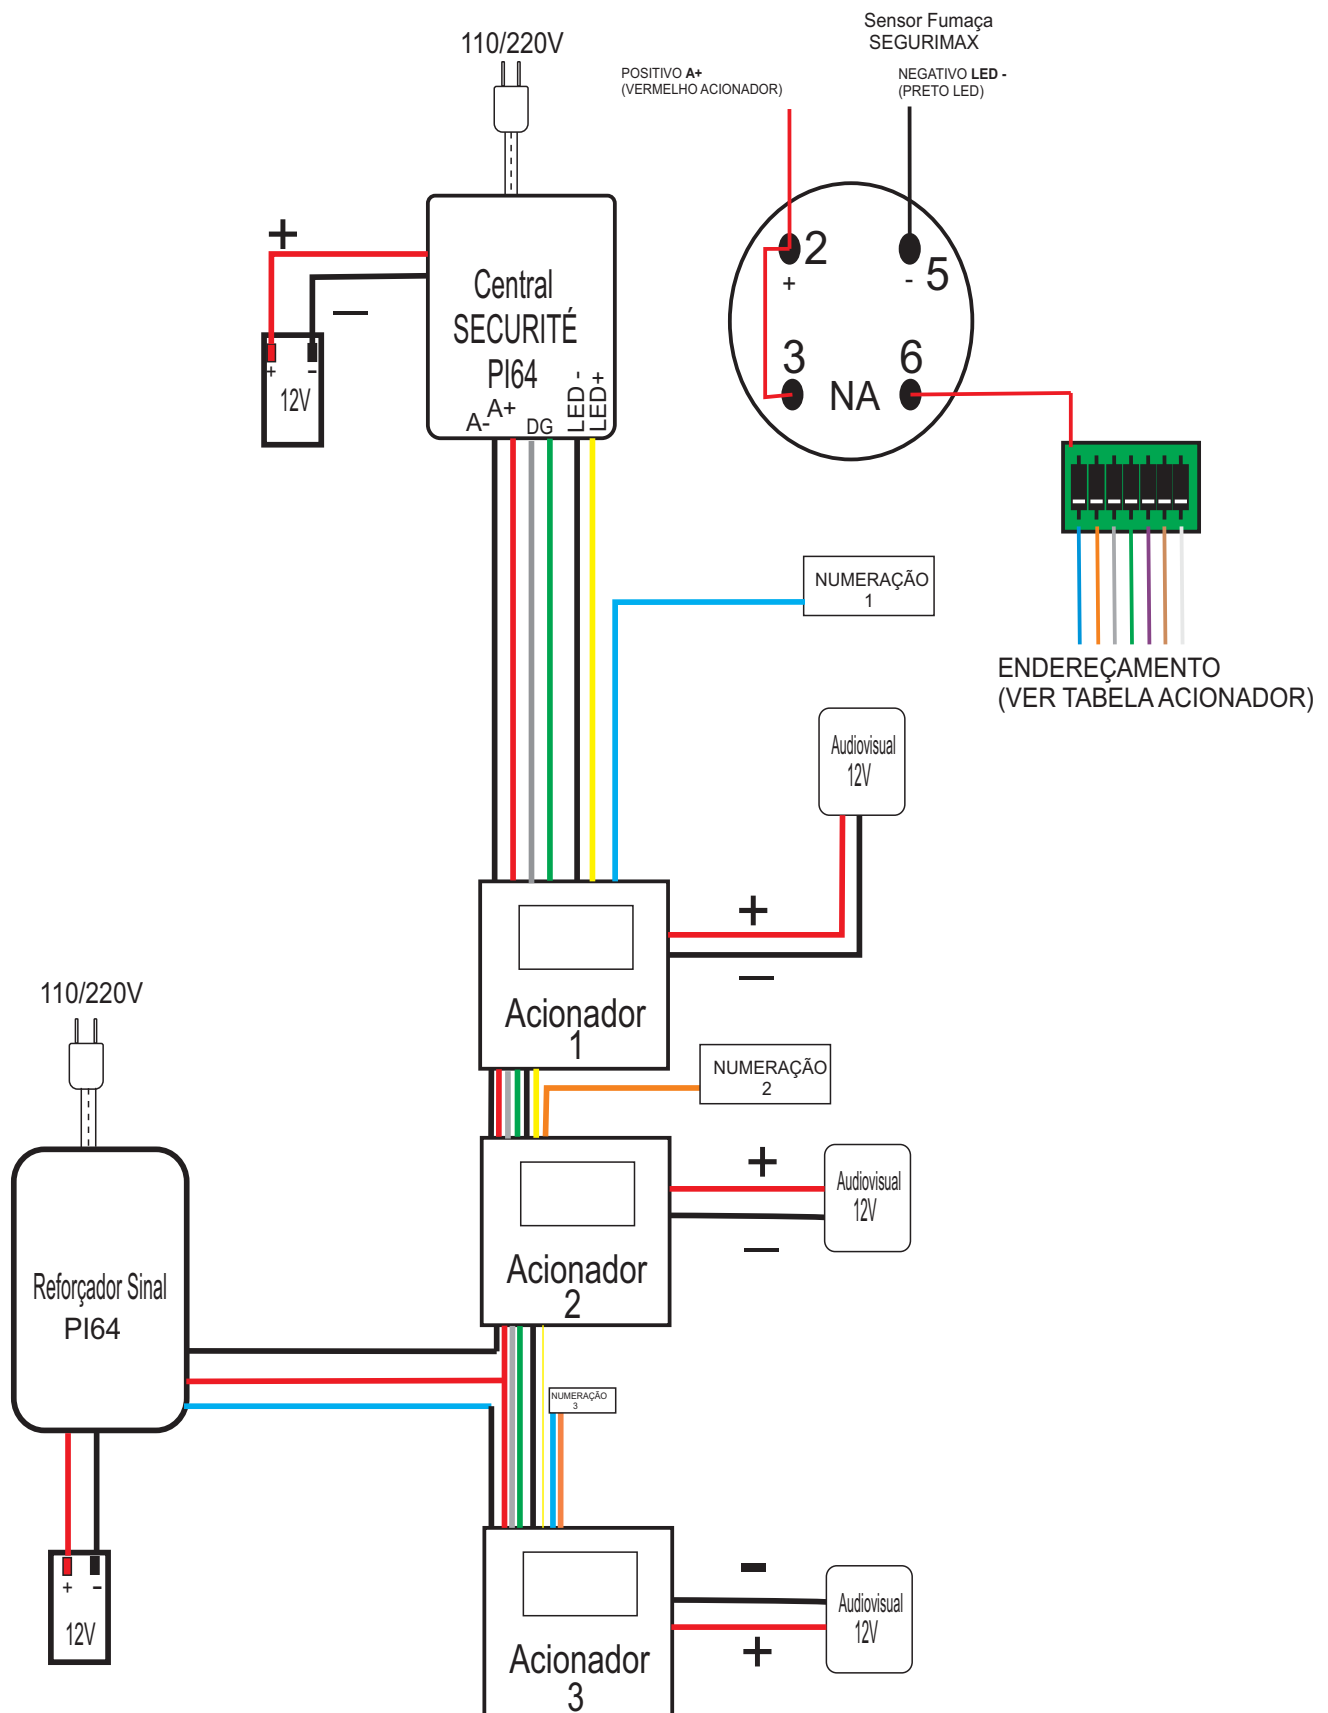 110/220V
Sensor Fumaça
SEGURIMAX
POSITIVO A+
(VERMELHO ACIONADOR)
NEGATIVO LED -
(PRETO LED)
+
—
Central
SECURITÉ
PI64
A-
A+
DG
LED -
LED+
+
–
12V
2
+
5
-
3
NA
6
NUMERAÇÃO
1
ENDEREÇAMENTO
(VER TABELA ACIONADOR)
Audiovisual
12V
+
—
Acionador
1
110/220V
NUMERAÇÃO
2
+
—
Audiovisual
12V
Acionador
2
Reforçador Sinal
PI64
NUMERAÇÃO
3
+
–
12V
-
+
Audiovisual
12V
Acionador
3